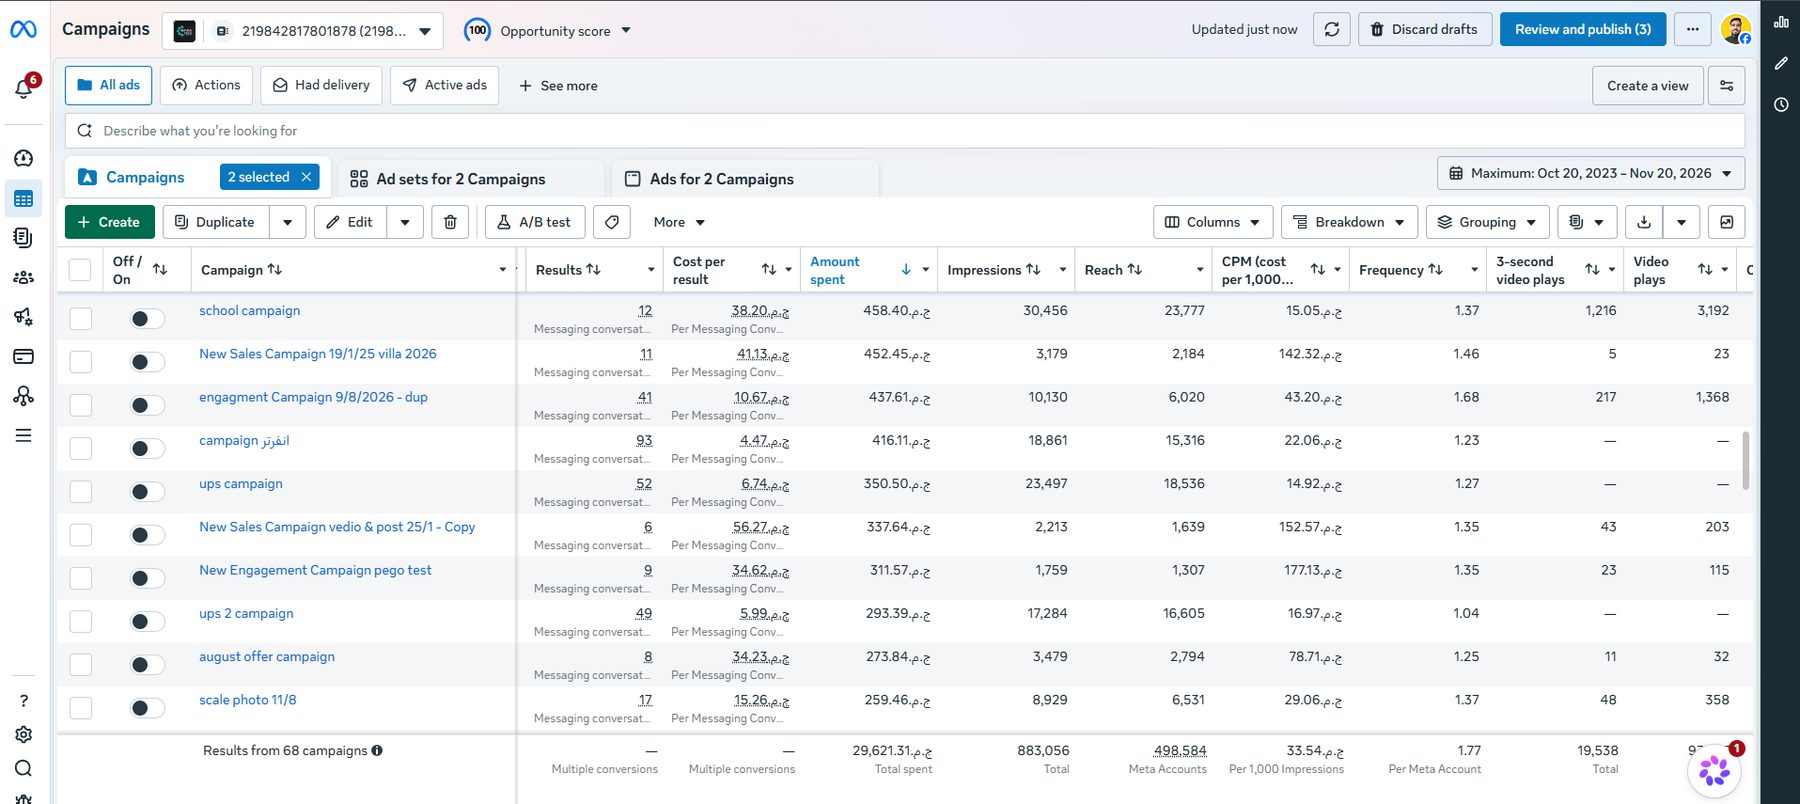 Campaigns
219842817801878 (2198...
100
Opportunity score
Updated just now
Discard drafts
Review and publish (3)
6
All ads
Actions
Had delivery
Active ads
+ See more
Create a view
Describe what you're looking for
Campaigns
2 selected
Ad sets for 2 Campaigns
Ads for 2 Campaigns
Maximum: Oct 20, 2023 – Nov 20, 2026
+ Create
Duplicate
Edit
A/B test
More
Columns
Breakdown
Grouping
Off / On
Campaign
Results
Cost per result
Amount spent
Impressions
Reach
CPM (cost per 1,000...
Frequency
3-second video plays
Video plays
school campaign 12 38.20.ج.م 458.40.ج.م 30,456 23,777 15.05.ج.م 1.37 1,216 3,192
Messaging conversat... Per Messaging Conv...
New Sales Campaign 19/1/25 villa 2026 11 41.13.ج.م 452.45.ج.م 3,179 2,184 142.32.ج.م 1.46 5 23
Messaging conversat... Per Messaging Conv...
engagment Campaign 9/8/2026 - dup 41 10.67.ج.م 437.61.ج.م 10,130 6,020 43.20.ج.م 1.68 217 1,368
Messaging conversat... Per Messaging Conv...
campaign انفرتر 93 4.47.ج.م 416.11.ج.م 18,861 15,316 22.06.ج.م 1.23 — —
Messaging conversat... Per Messaging Conv...
ups campaign 52 6.74.ج.م 350.50.ج.م 23,497 18,536 14.92.ج.م 1.27 — —
Messaging conversat... Per Messaging Conv...
New Sales Campaign vedio & post 25/1 - Copy 6 56.27.ج.م 337.64.ج.م 2,213 1,639 152.57.ج.م 1.35 43 203
Messaging conversat... Per Messaging Conv...
New Engagement Campaign pego test 9 34.62.ج.م 311.57.ج.م 1,759 1,307 177.13.ج.م 1.35 23 115
Messaging conversat... Per Messaging Conv...
ups 2 campaign 49 5.99.ج.م 293.39.ج.م 17,284 16,605 16.97.ج.م 1.04 — —
Messaging conversat... Per Messaging Conv...
august offer campaign 8 34.23.ج.م 273.84.ج.م 3,479 2,794 78.71.ج.م 1.25 11 32
Messaging conversat... Per Messaging Conv...
scale photo 11/8 17 15.26.ج.م 259.46.ج.م 8,929 6,531 29.06.ج.م 1.37 48 358
Messaging conversat... Per Messaging Conv...
Results from 68 campaigns — — 29,621.31.ج.م 883,056 498,584 33.54.ج.م 1.77 19,538
Multiple conversions Multiple conversions Total spent Total Meta Accounts Per 1,000 Impressions Per Meta Account Total
1